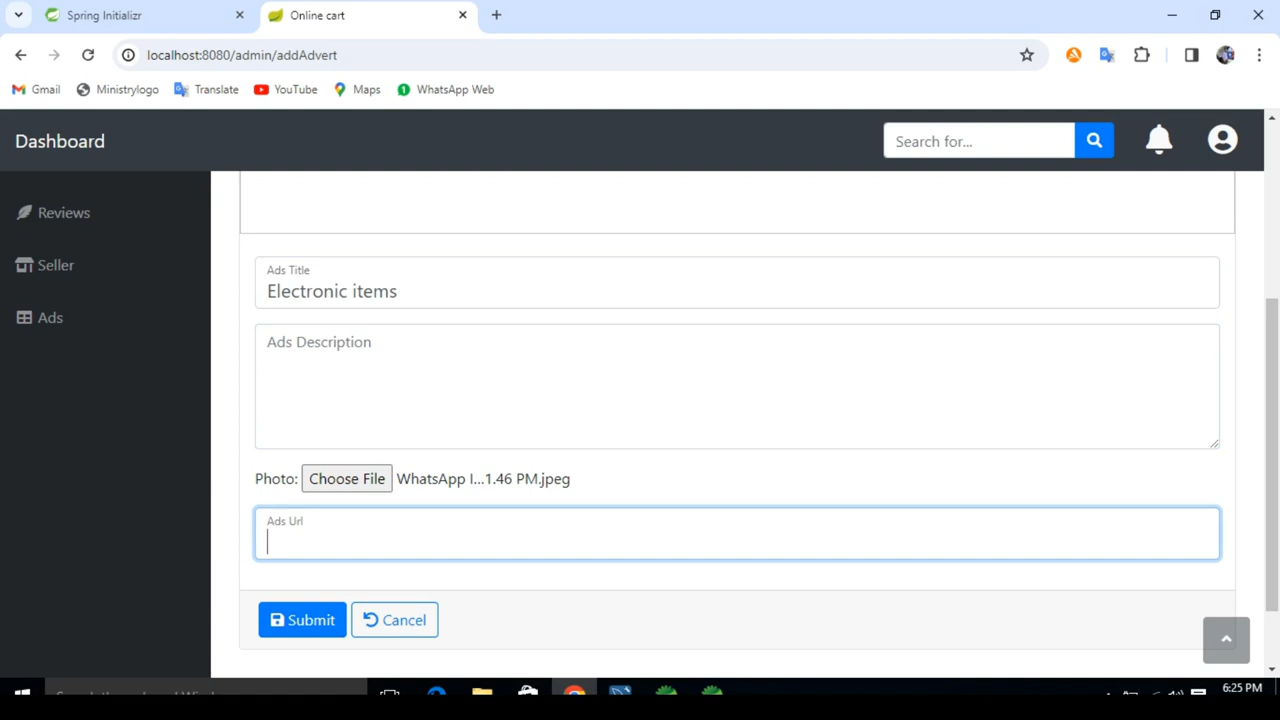 Spring Initializr
Online cart
localhost:8080/admin/addAdvert
Gmail
Ministrylogo
Translate
YouTube
Maps
WhatsApp Web
Dashboard
Search for...
Reviews
Seller
Ads
Ads Title
Electronic items
Ads Description
Photo: Choose File WhatsApp I...1.46 PM.jpeg
Ads Url
Submit
Cancel
6:25 PM